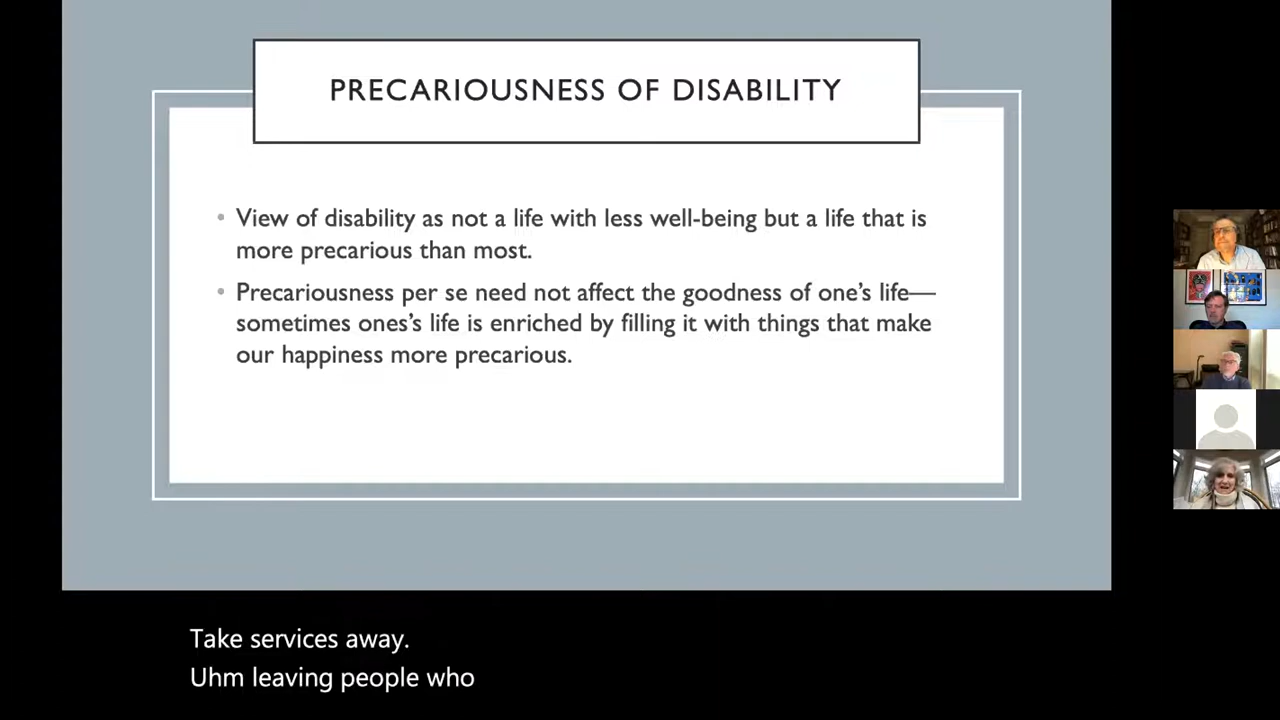 PRECARIOUSNESS OF DISABILITY
• View of disability as not a life with less well-being but a life that is
more precarious than most.
• Precariousness per se need not affect the goodness of one’s life—
sometimes ones’s life is enriched by filling it with things that make
our happiness more precarious.
Take services away.
Uhm leaving people who